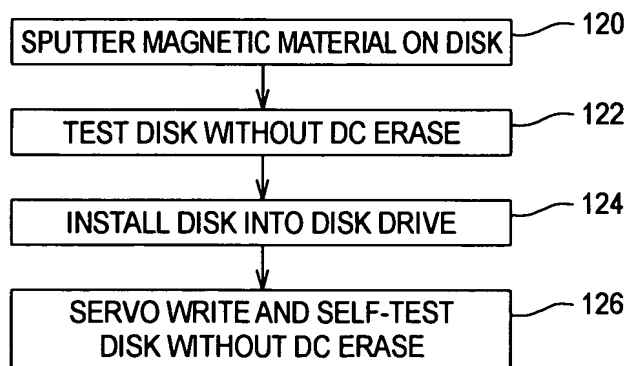 SPUTTER MAGNETIC MATERIAL ON DISK 120
TEST DISK WITHOUT DC ERASE 122
INSTALL DISK INTO DISK DRIVE 124
SERVO WRITE AND SELF-TEST 126
DISK WITHOUT DC ERASE